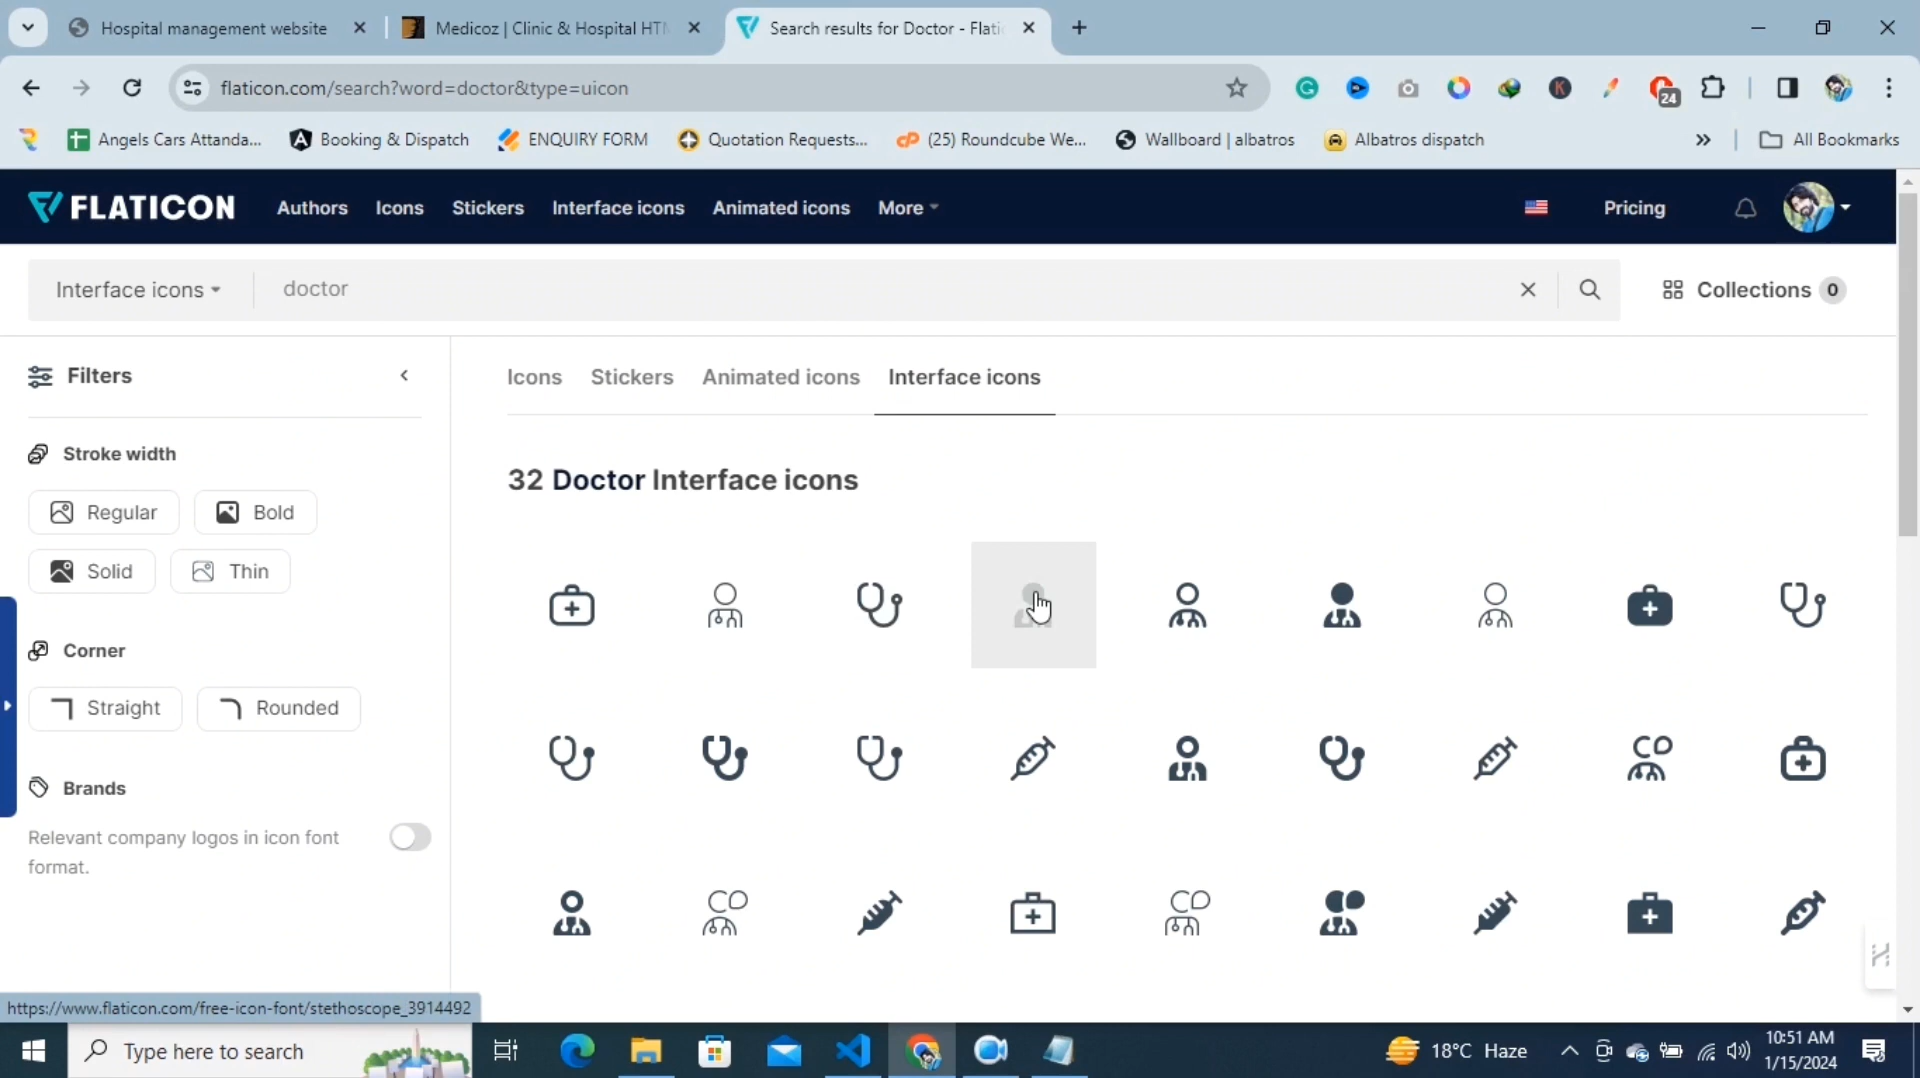 Hospital management website
Medicoz | Clinic & Hospital HT
Search results for Doctor - Flati
flaticon.com/search?word=doctor&type=uicon
24
Angels Cars Attanda...
Booking & Dispatch
ENQUIRY FORM
Quotation Requests...
(25) Roundcube We...
Wallboard | albatros
Albatros dispatch
»
All Bookmarks
FLATICON
Authors
Icons
Stickers
Interface icons
Animated icons
More
Pricing
Interface icons
doctor
Collections 0
Filters
Icons
Stickers
Animated icons
Interface icons
Stroke width
32 Doctor Interface icons
Regular
Bold
Solid
Thin
Corner
Straight
Rounded
Brands
Relevant company logos in icon font
format.
https://www.flaticon.com/free-icon-font/stethoscope_3914492
Type here to search
18°C Haze
10:51 AM
1/15/2024